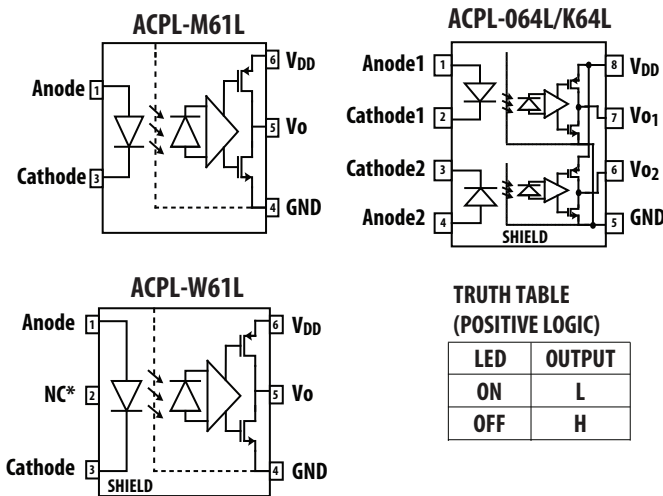 ACPL-M61L
Anode 1
Cathode 3
6 VDD
5 Vo
4 GND
ACPL-064L/K64L
Anode1 1
Cathode1 2
Cathode2 3
Anode2 4
8 VDD
7 Vo1
6 Vo2
5 GND
SHIELD
ACPL-W61L
Anode 1
NC* 2
Cathode 3
6 VDD
5 Vo
4 GND
SHIELD
TRUTH TABLE
(POSITIVE LOGIC)
LED OUTPUT
ON L
OFF H